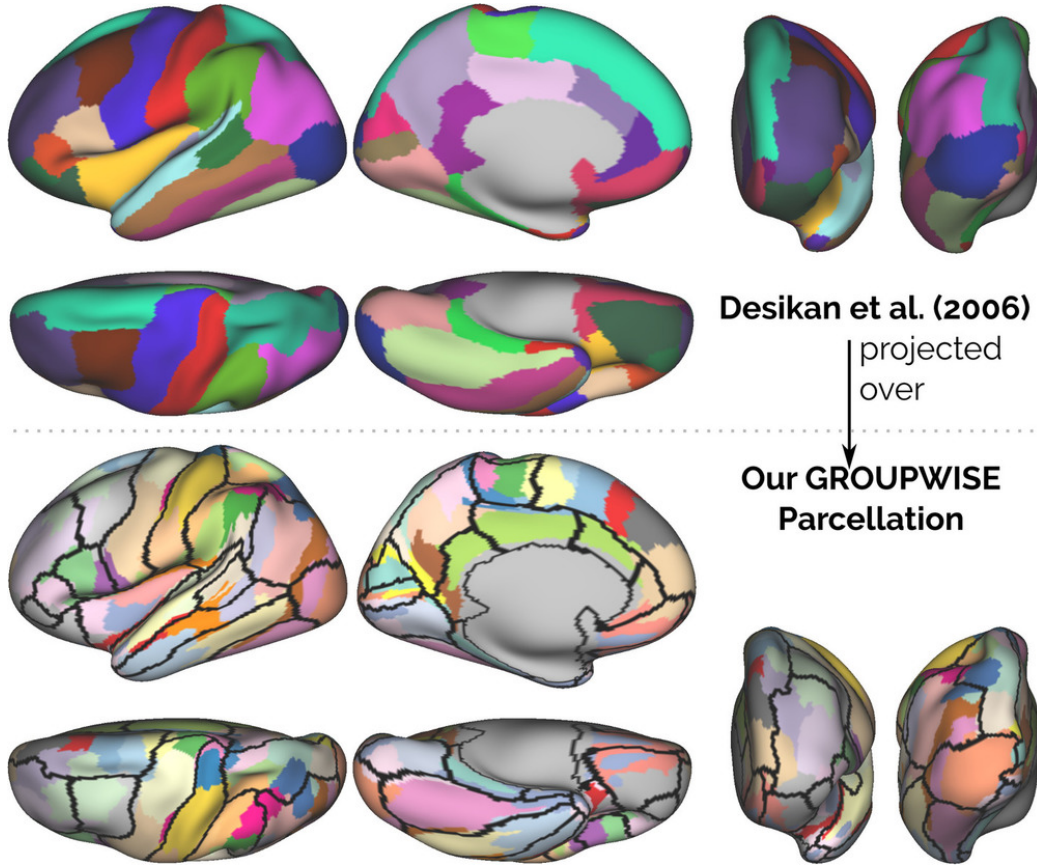 Desikan et al. (2006)
projected
over
Our GROUPWISE
Parcellation